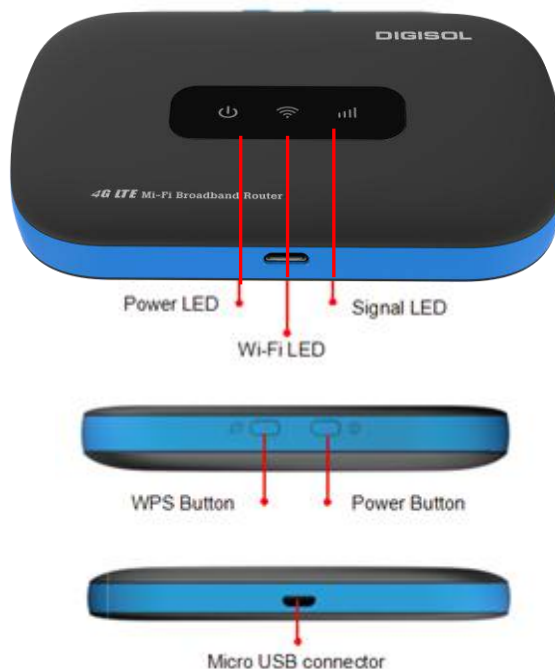 DIGISOL
4G LTE Mi-Fi Broadband Router
Power LED
Signal LED
Wi-Fi LED
WPS Button
Power Button
Micro USB connector